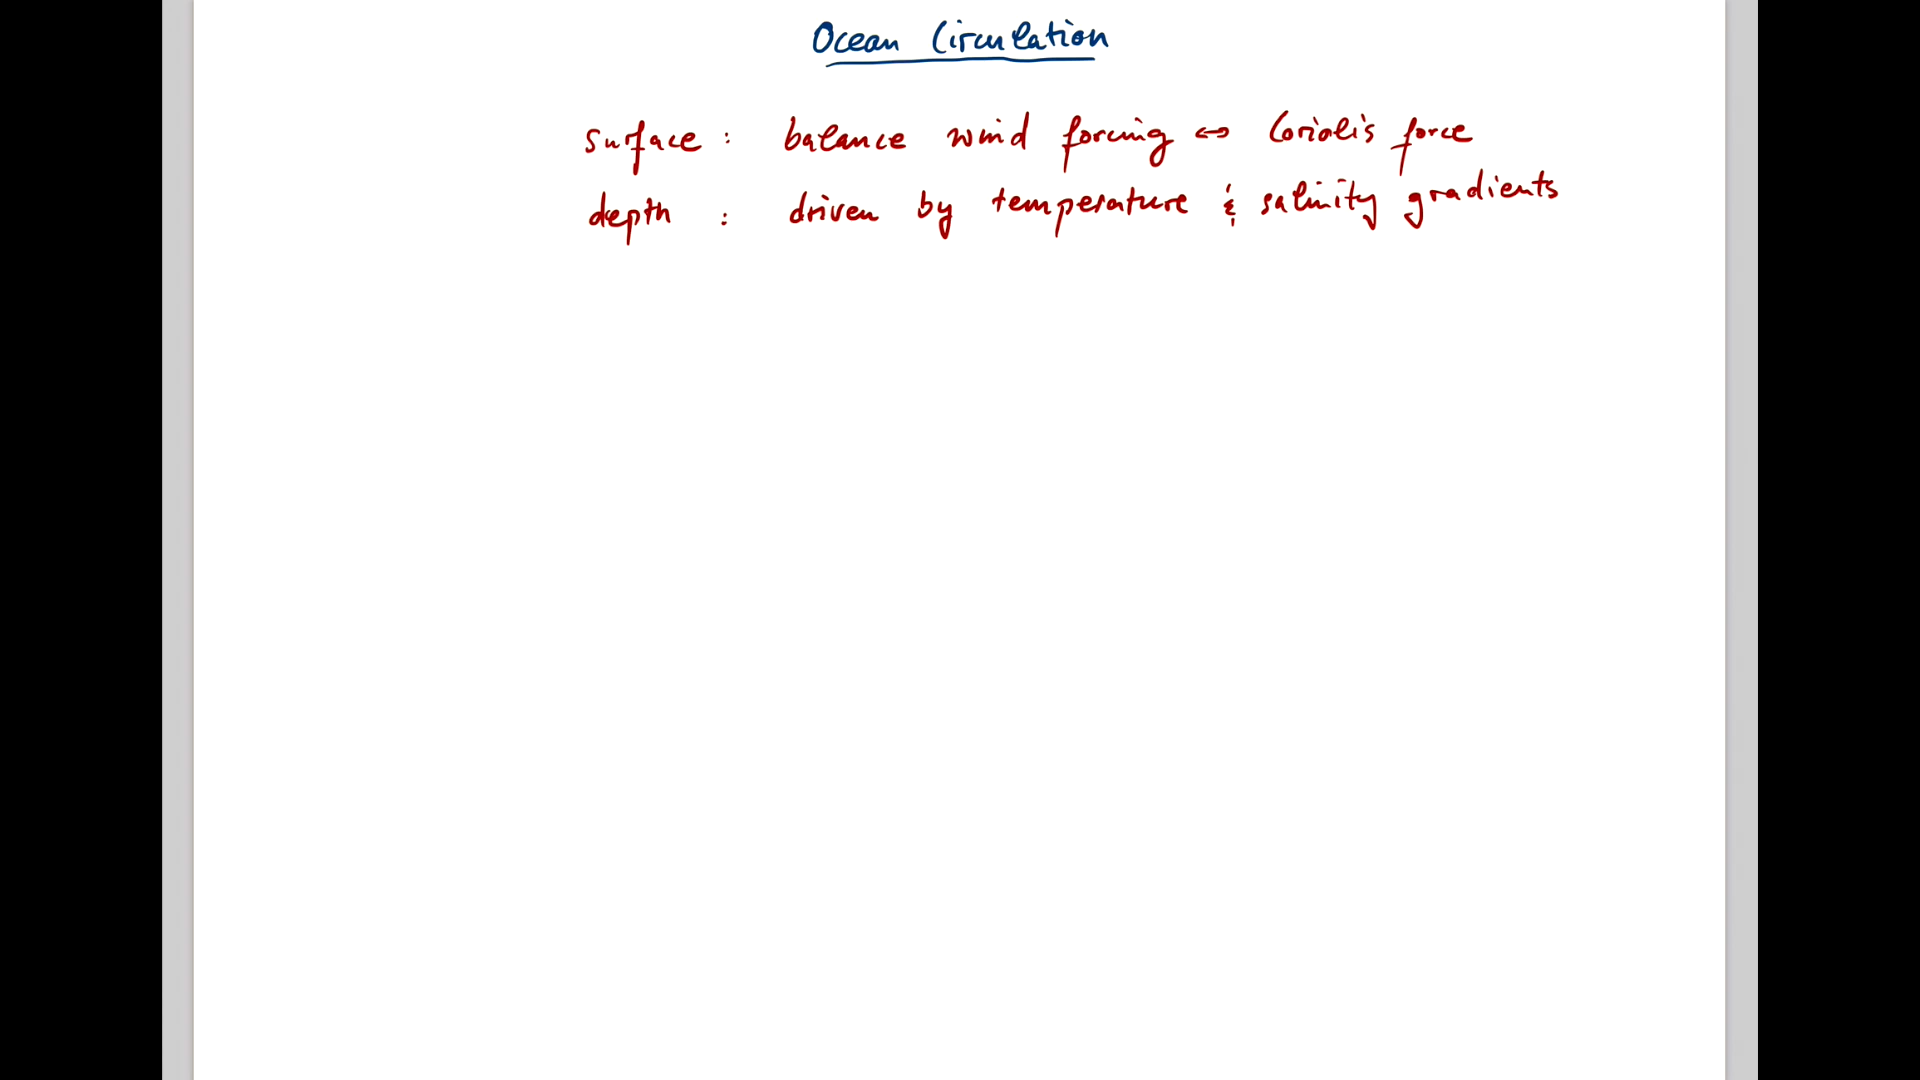 Ocean Circulation
surface : balance wind forcing ↔ Coriolis force
depth : driven by temperature & salinity gradients